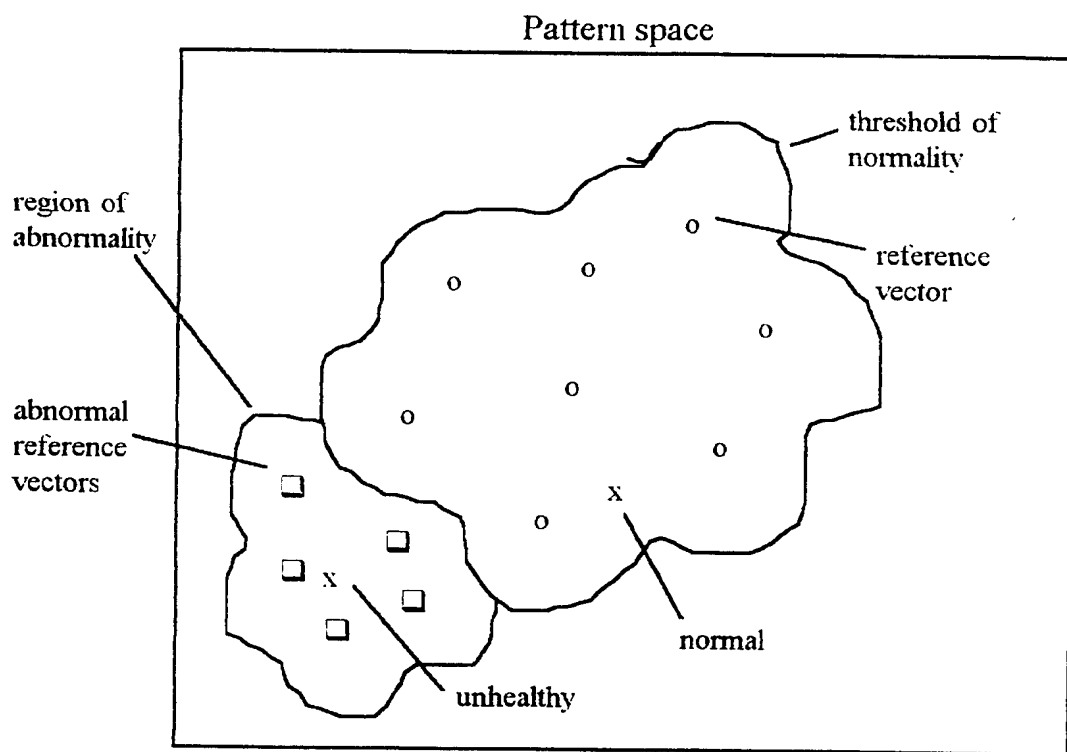 Pattern space
threshold of
normality
region of
abnormality
reference
vector
o
o
o
o
o
o
abnormal
reference
vectors
o
x
o
x
normal
unhealthy